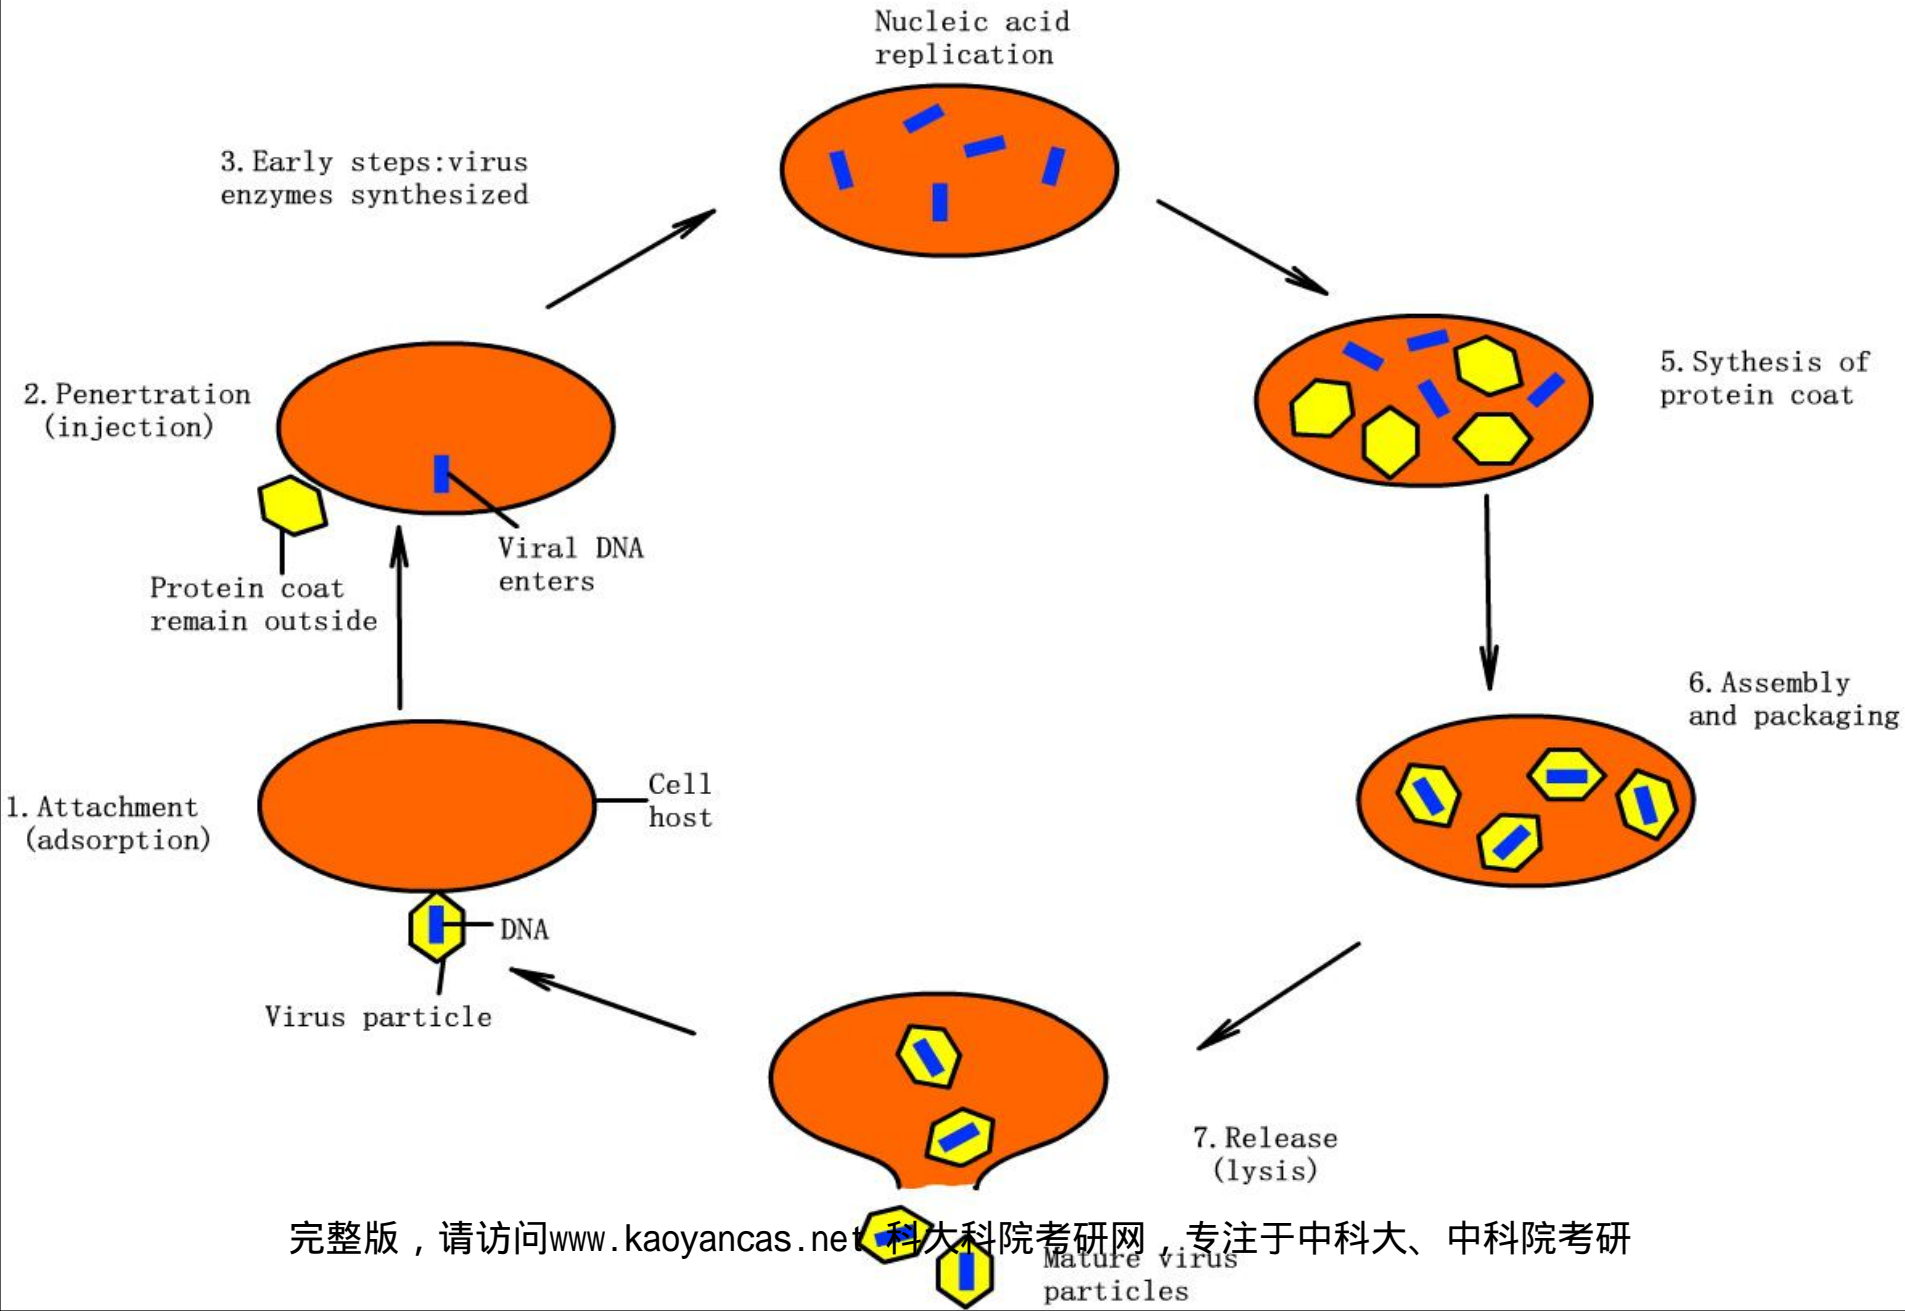 Nucleic acid
replication
3.Early steps:virus
enzymes synthesized
2.Penertration
(injection)
5.Sythesis of
protein coat
Viral DNA
enters
Protein coat
remain outside
6.Assembly
and packaging
1.Attachment
(adsorption)
Cell
host
DNA
Virus particle
7.Release
(lysis)
完整版，请访问www.kaoyancas.net 科大科院考研网，专注于中科大、中科院考研
Mature virus
particles